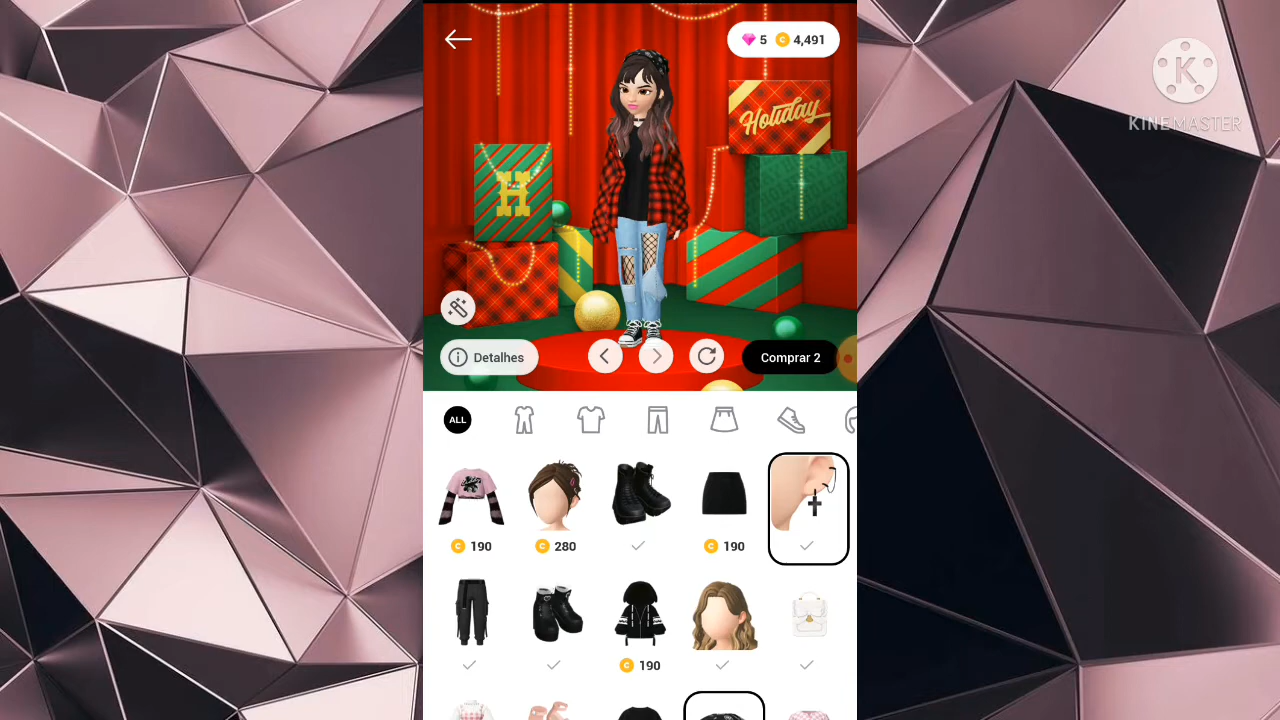 5 4,491
Holiday
H
K
KINEMASTER
Detalhes
Comprar 2
ALL
190
280
190
190